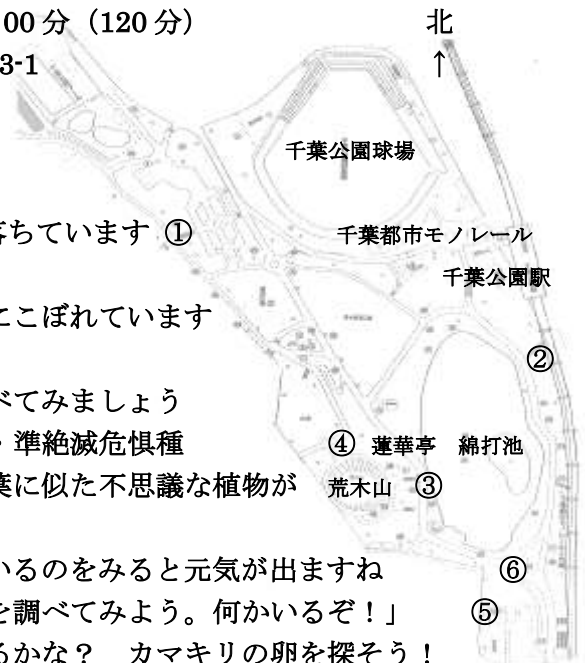 00 分（120 分）
北
3-1
↑
千葉公園球場
落ちています ①
千葉都市モノレール
千葉公園駅
にこぼれています
②
べてみましょう
・準絶滅危惧種
④ 蓮華亭 綿打池
葉に似た不思議な植物が
荒木山 ③
いるのをみると元気が出ますね
⑥
を調べてみよう。何かいるぞ！」
⑤
るかな？ カマキリの卵を探そう！